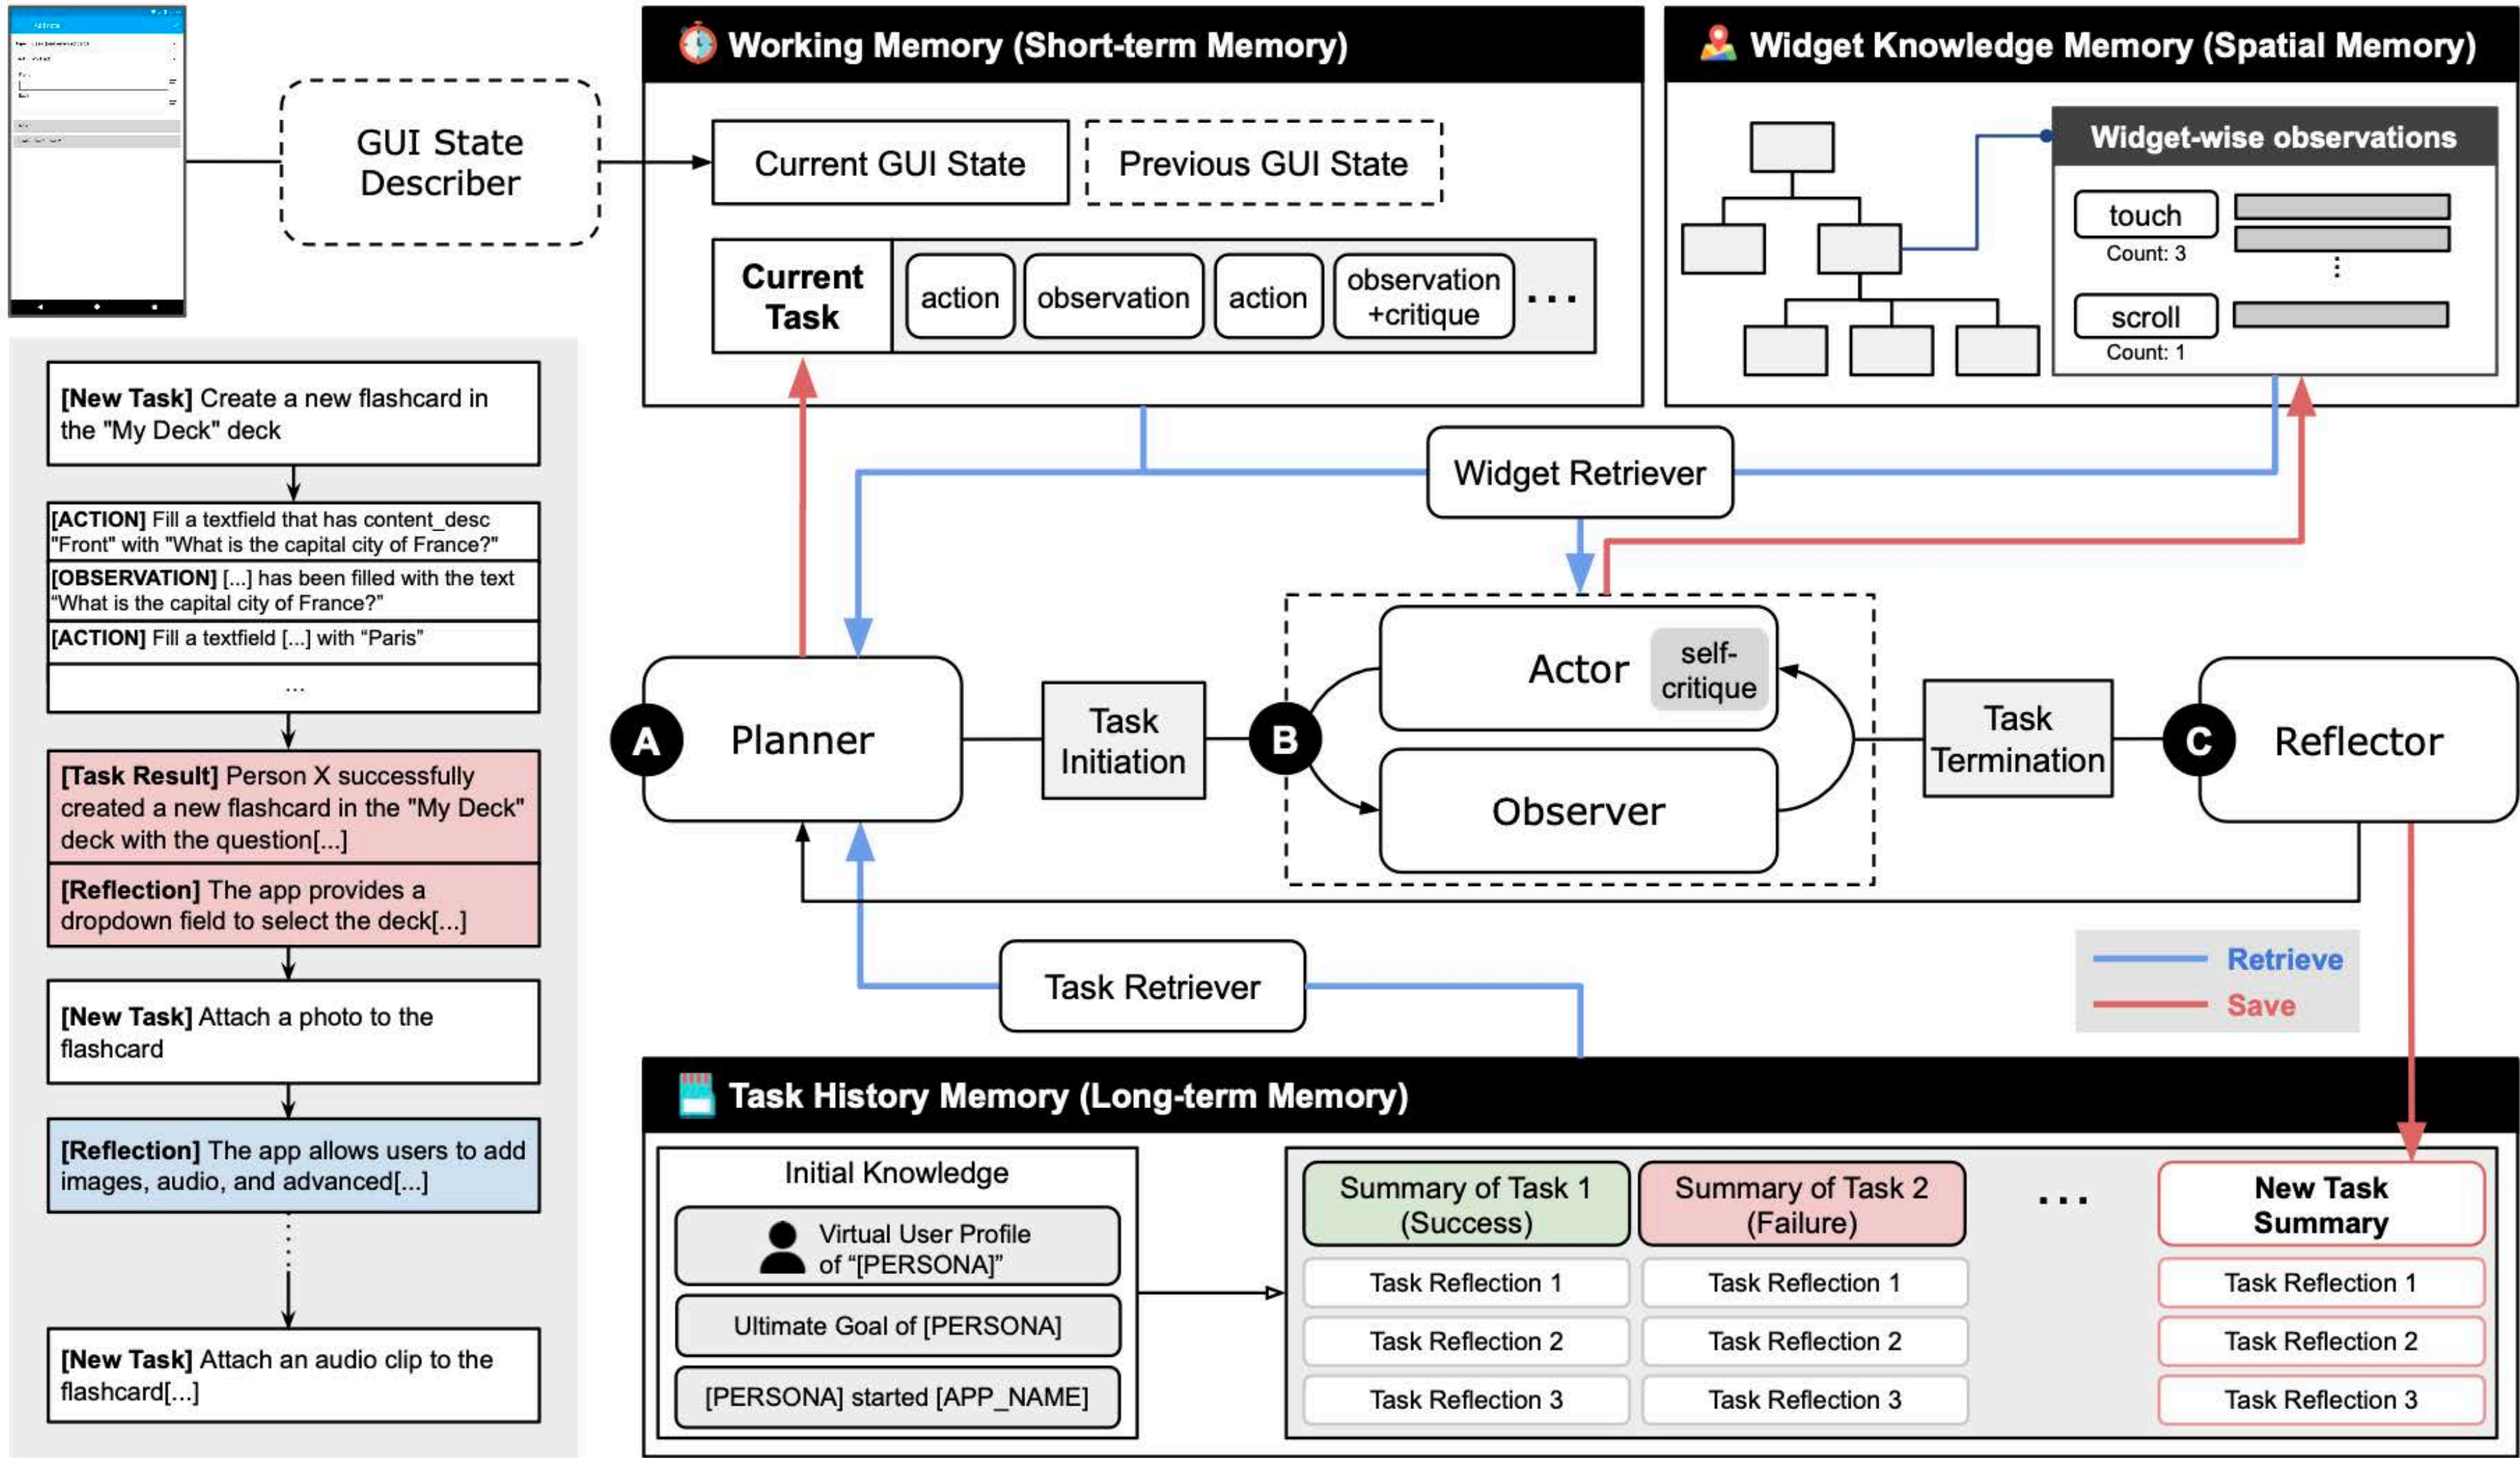 GUI State
Describer
Working Memory (Short-term Memory)
Current GUI State
Previous GUI State
Current
Task
action
observation
action
observation
+critique
...
Widget Knowledge Memory (Spatial Memory)
Widget-wise observations
touch
Count: 3
⋮
scroll
Count: 1
[New Task] Create a new flashcard in
the "My Deck" deck
[ACTION] Fill a textfield that has content_desc
"Front" with "What is the capital city of France?"
[OBSERVATION] [...] has been filled with the text
“What is the capital city of France?”
[ACTION] Fill a textfield [...] with “Paris”
...
[Task Result] Person X successfully
created a new flashcard in the "My Deck"
deck with the question[...]
[Reflection] The app provides a
dropdown field to select the deck[...]
[New Task] Attach a photo to the
flashcard
[Reflection] The app allows users to add
images, audio, and advanced[...]
[New Task] Attach an audio clip to the
flashcard[...]
Widget Retriever
A
Planner
Task
Initiation
B
Actor
self-
critique
Observer
Task
Termination
C
Reflector
Task Retriever
Retrieve
Save
Task History Memory (Long-term Memory)
Initial Knowledge
Virtual User Profile
of “[PERSONA]”
Ultimate Goal of [PERSONA]
[PERSONA] started [APP_NAME]
Summary of Task 1
(Success)
Task Reflection 1
Task Reflection 2
Task Reflection 3
Summary of Task 2
(Failure)
Task Reflection 1
Task Reflection 2
Task Reflection 3
...
New Task
Summary
Task Reflection 1
Task Reflection 2
Task Reflection 3